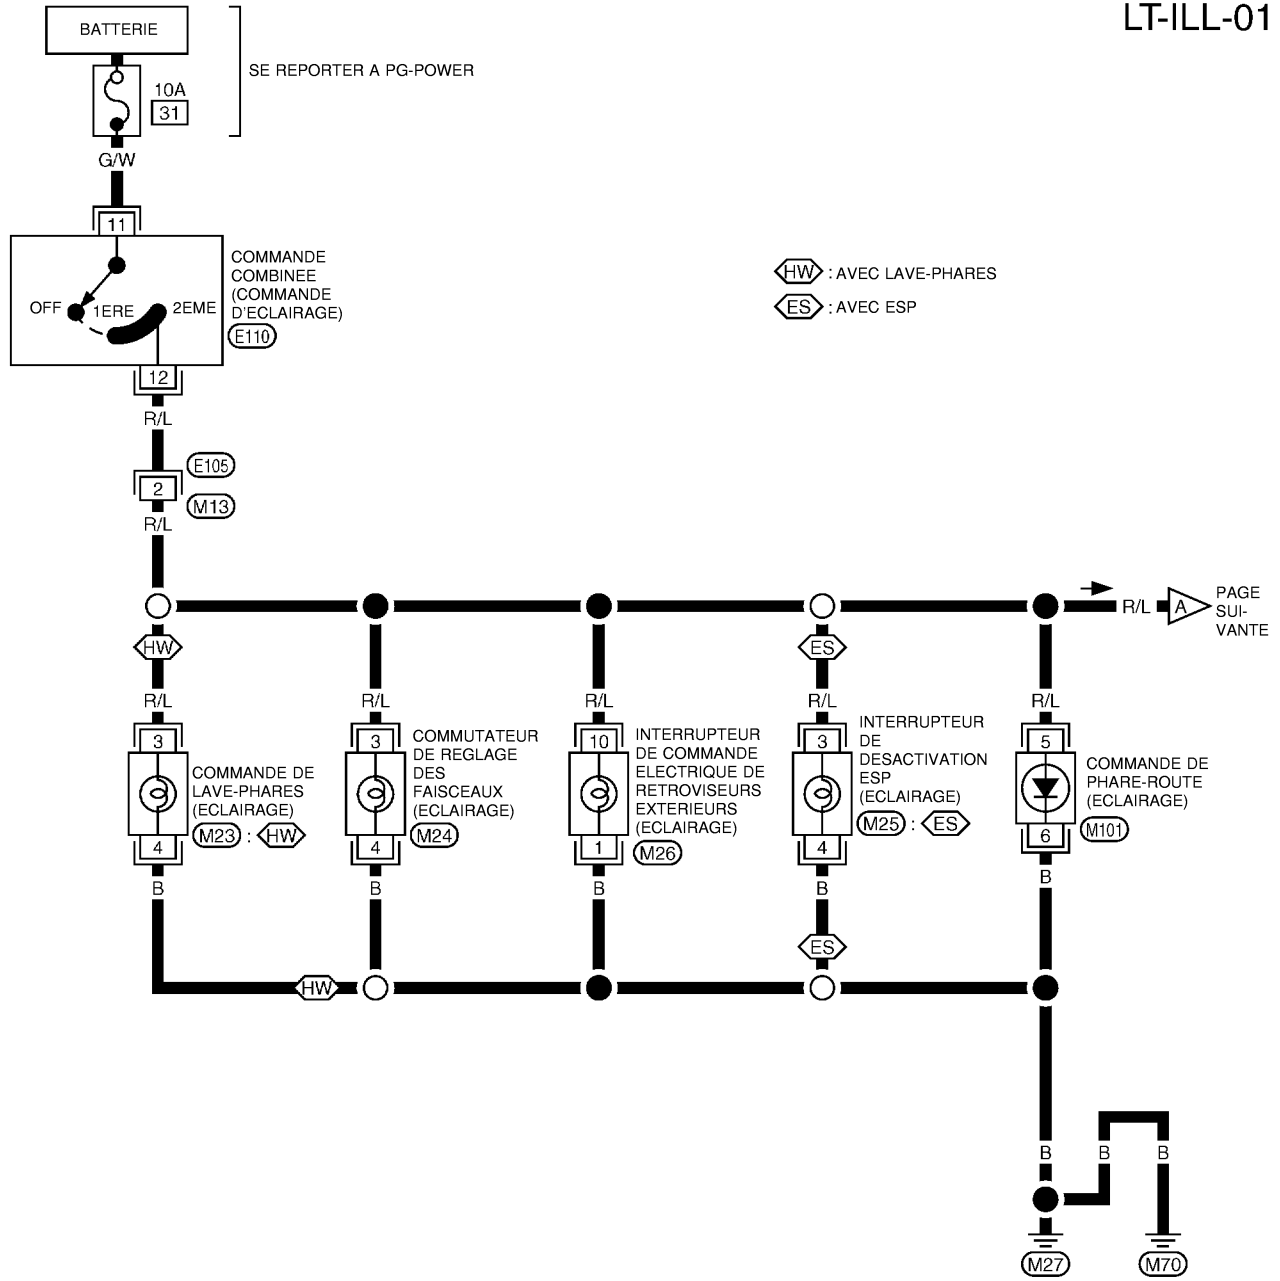 LT-ILL-01
BATTERIE
SE REPORTER A PG-POWER
10A
31
G/W
11
COMMANDE
COMBINEE
(COMMANDE
D'ECLAIRAGE)
E110
OFF
1ERE
2EME
HW : AVEC LAVE-PHARES
ES : AVEC ESP
12
R/L
E105
2
M13
R/L
R/L
A
PAGE
SUI-
VANTE
HW
ES
R/L
R/L
R/L
R/L
R/L
3
COMMANDE DE
LAVE-PHARES
(ECLAIRAGE)
M23 : HW
4
3
COMMUTATEUR
DE REGLAGE
DES
FAISCEAUX
(ECLAIRAGE)
M24
4
10
INTERRUPTEUR
DE COMMANDE
ELECTRIQUE DE
RETROVISEURS
EXTERIEURS
(ECLAIRAGE)
M26
1
3
INTERRUPTEUR
DE
DESACTIVATION
ESP
(ECLAIRAGE)
M25 : ES
4
5
COMMANDE DE
PHARE-ROUTE
(ECLAIRAGE)
M101
6
B
B
B
B
B
ES
HW
B
B
B
M27
M70